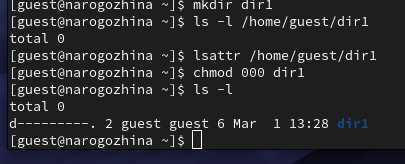 [guest@narogozhina ~]$ mkdir dir1
[guest@narogozhina ~]$ ls -l /home/guest/dir1
total 0
[guest@narogozhina ~]$ lsattr /home/guest/dir1
[guest@narogozhina ~]$ chmod 000 dir1
[guest@narogozhina ~]$ ls -l
total 0
d---------. 2 guest guest 6 Mar  1 13:28 dir1
[guest@narogozhina ~]$